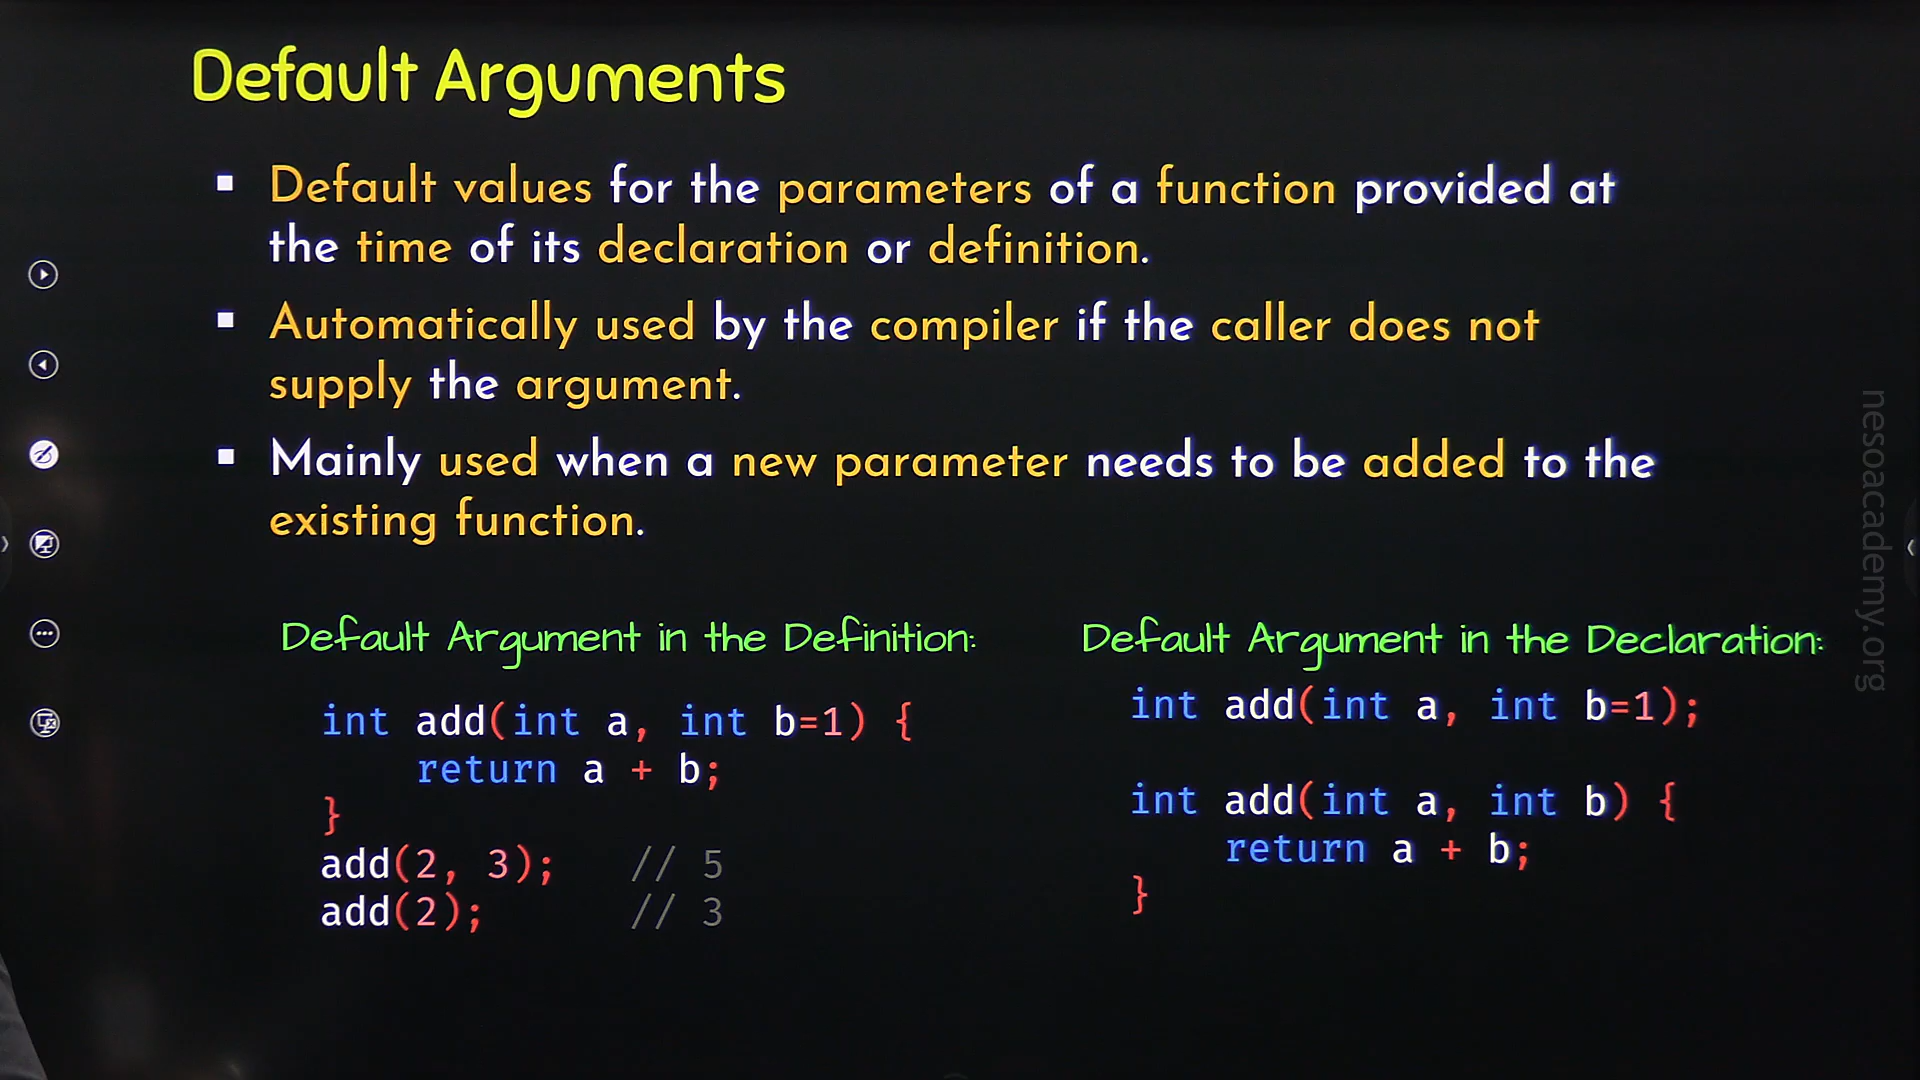 Default Arguments
▪ Default values for the parameters of a function provided at
the time of its declaration or definition.
▪ Automatically used by the compiler if the caller does not
supply the argument.
▪ Mainly used when a new parameter needs to be added to the
existing function.
Default Argument in the Definition:
int add(int a, int b=1) {
    return a + b;
}
add(2, 3);   // 5
add(2);      // 3
Default Argument in the Declaration:
int add(int a, int b=1);
int add(int a, int b) {
    return a + b;
}
nesoacademy.org